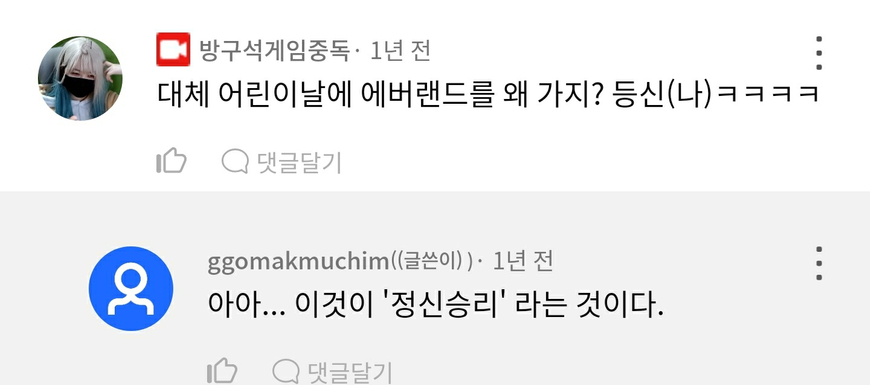 방구석게임중독· 1년 전
대체 어린이날에 에버랜드를 왜 가지? 등신(나)ㅋㅋㅋㅋ
댓글달기
ggomakmuchim((글쓴이) )· 1년 전
아아... 이것이 '정신승리' 라는 것이다.
댓글달기